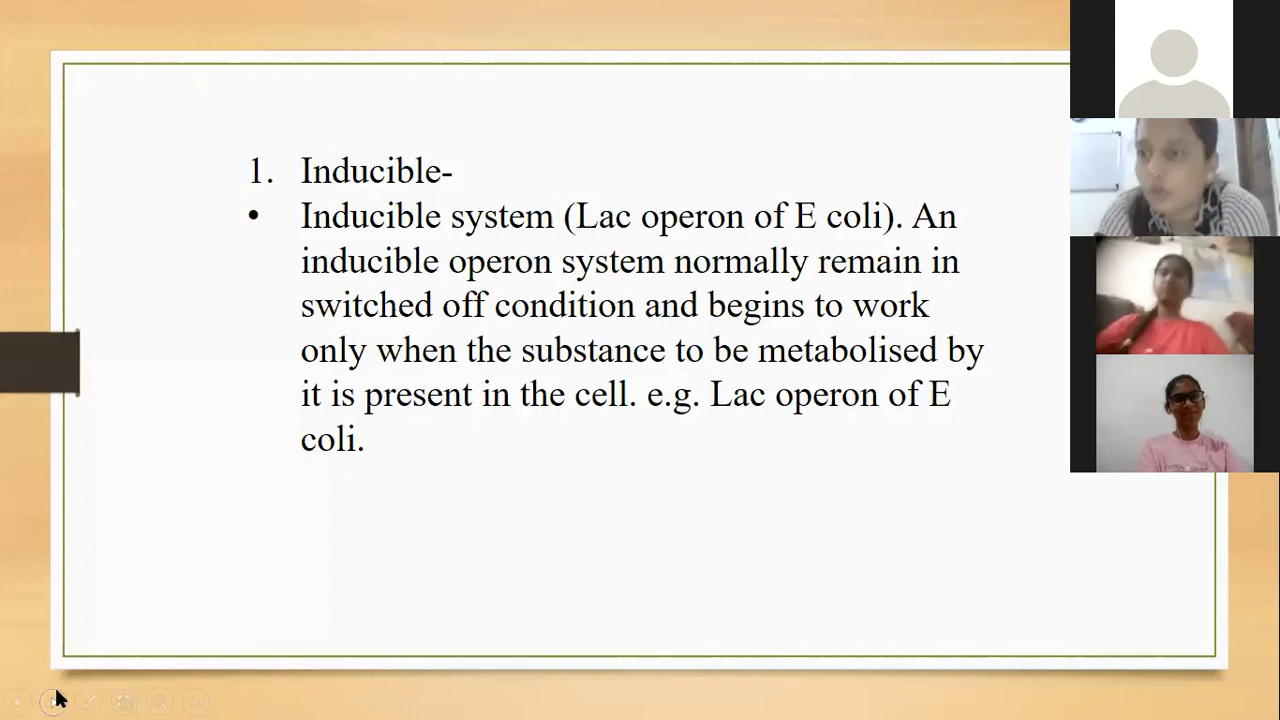 1. Inducible-
• Inducible system (Lac operon of E coli). An
inducible operon system normally remain in
switched off condition and begins to work
only when the substance to be metabolised by
it is present in the cell. e.g. Lac operon of E
coli.